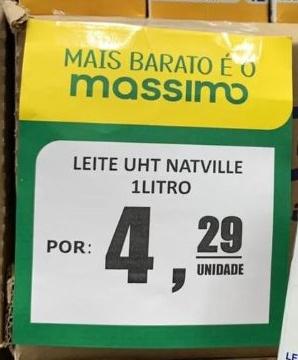 MAIS BARATO É O
massimo
LEITE UHT NATVILLE
1LITRO
POR: 4,29
UNIDADE